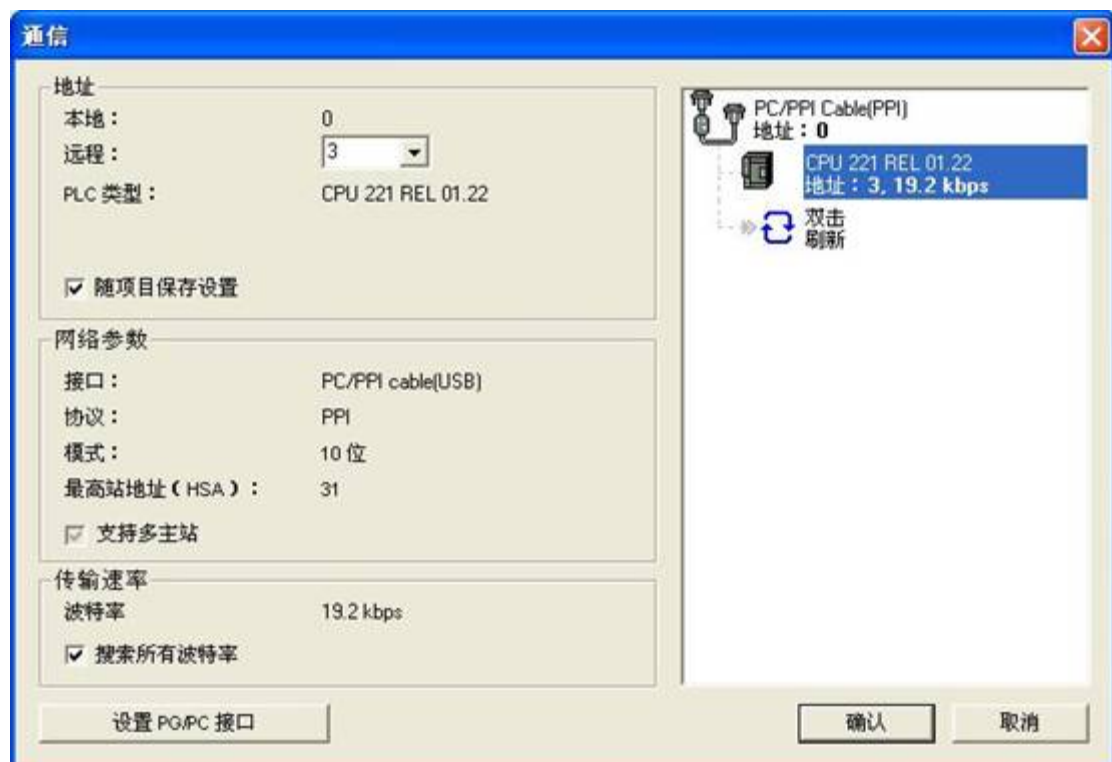 通信
地址
本地： 0
远程： 3
PLC 类型： CPU 221 REL 01.22
随项目保存设置
网络参数
接口： PC/PPI cable(USB)
协议： PPI
模式： 10 位
最高站地址（HSA）： 31
支持多主站
传输速率
波特率 19.2 kbps
搜索所有波特率
设置 PG/PC 接口
PC/PPI Cable(PPI)
地址：0
CPU 221 REL 01.22
地址：3, 19.2 kbps
双击
刷新
确认
取消